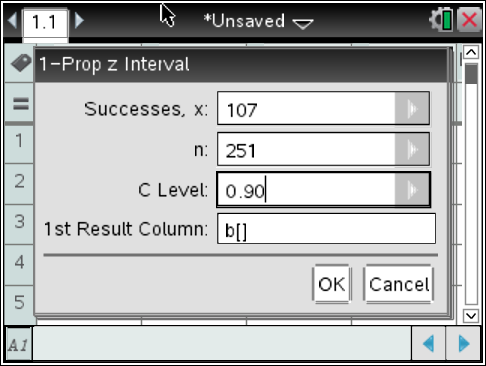 1.1 *Unsaved
1-Prop z Interval
Successes, x: 107
n: 251
C Level: 0.90
1st Result Column: b[]
OK Cancel
=
1
2
3
4
5
A1